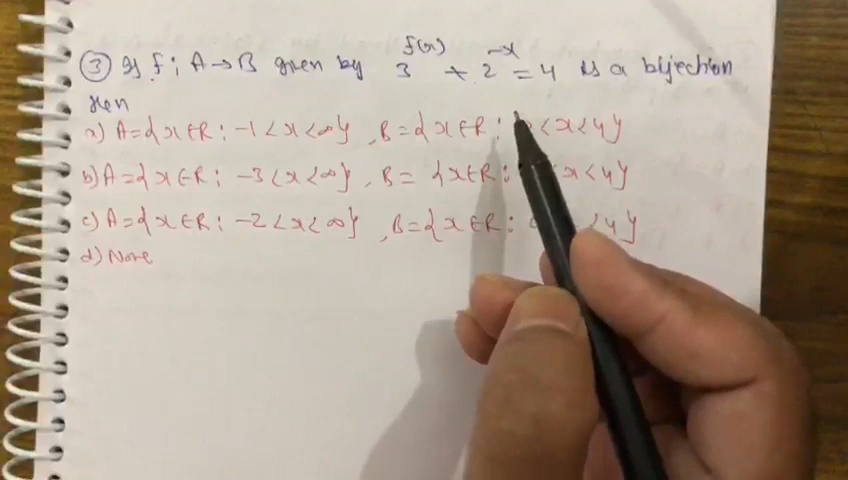 ③ If f: A→B given by 3^f(x) + 2^-x = 4 is a bijection
then
a) A={x∈R: -1<x<∞}, B={x∈R: <x<4}
b) A={x∈R: -3<x<∞}, B= {x∈R: x<4}
c) A={x∈R: -2<x<∞}, B={x∈R: <4}
d) None